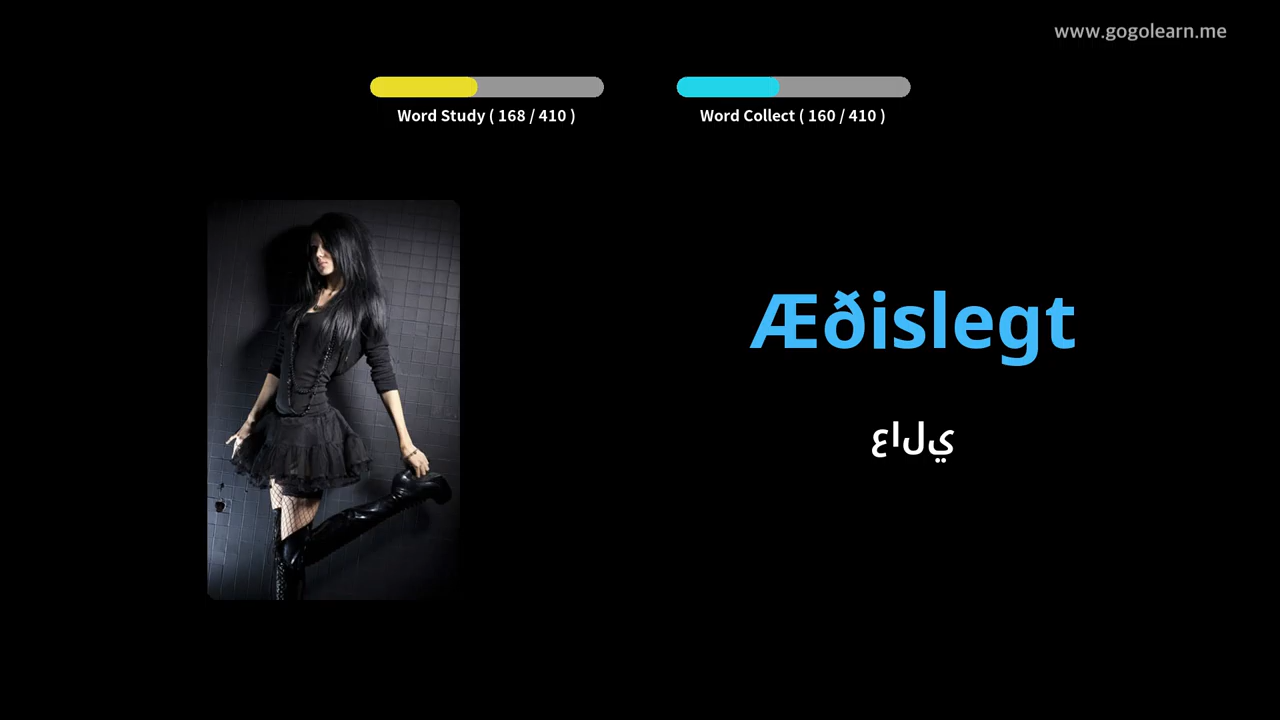 www.gogolearn.me
Word Study ( 168 / 410 )
Word Collect ( 160 / 410 )
Æðislegt
عالي